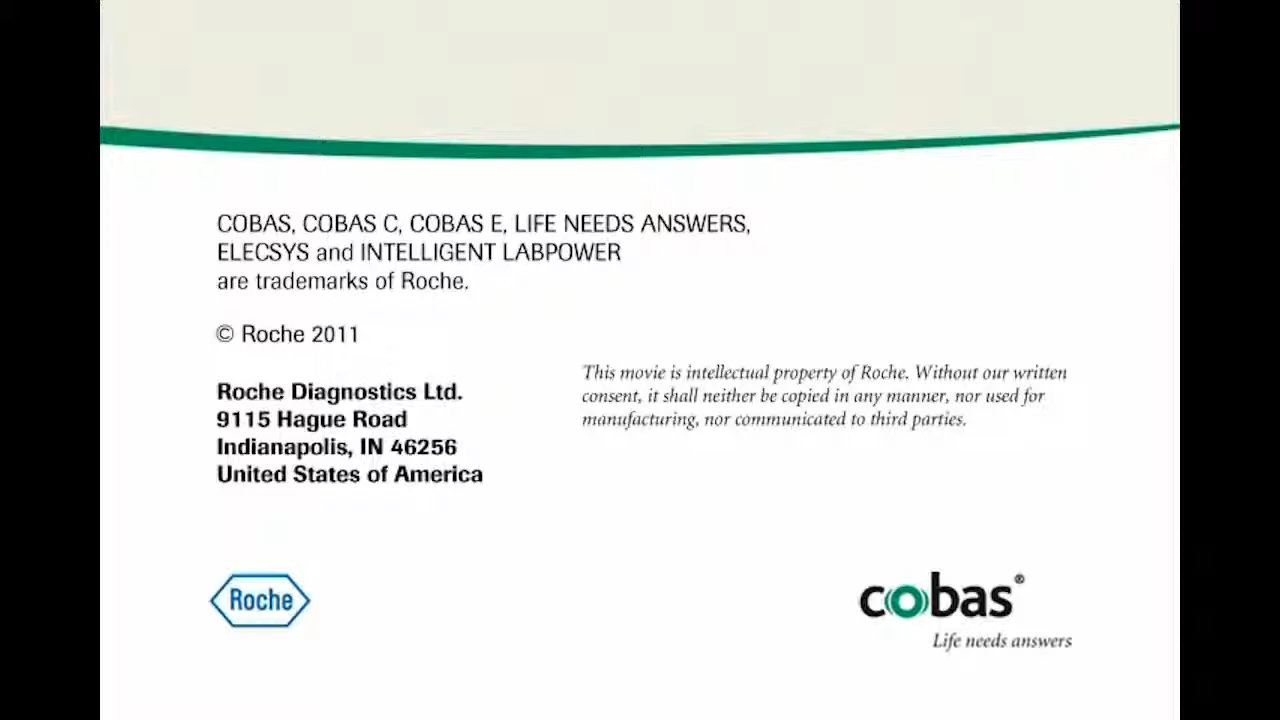 COBAS, COBAS C, COBAS E, LIFE NEEDS ANSWERS,
ELECSYS and INTELLIGENT LABPOWER
are trademarks of Roche.
© Roche 2011
Roche Diagnostics Ltd.
9115 Hague Road
Indianapolis, IN 46256
United States of America
This movie is intellectual property of Roche. Without our written
consent, it shall neither be copied in any manner, nor used for
manufacturing, nor communicated to third parties.
Roche
cobas®
Life needs answers